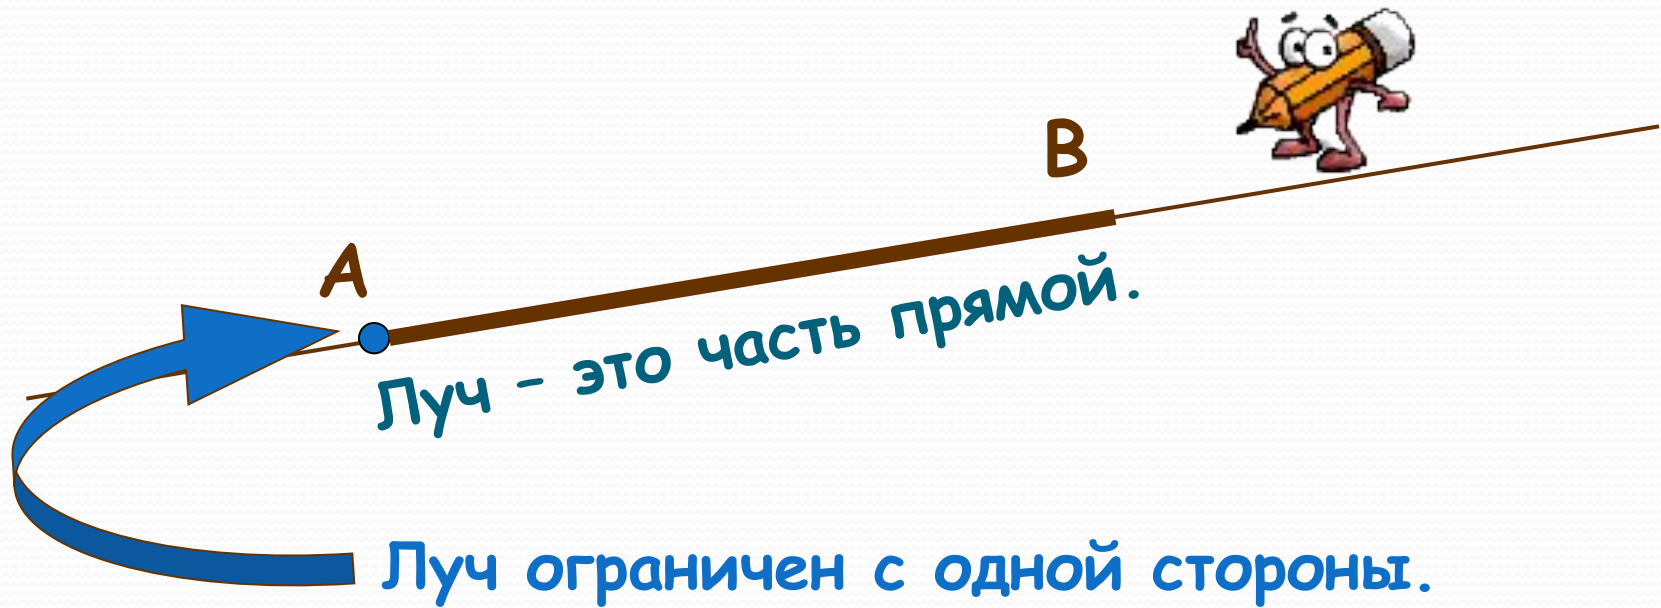 В
А
Луч – это часть прямой.
Луч ограничен с одной стороны.